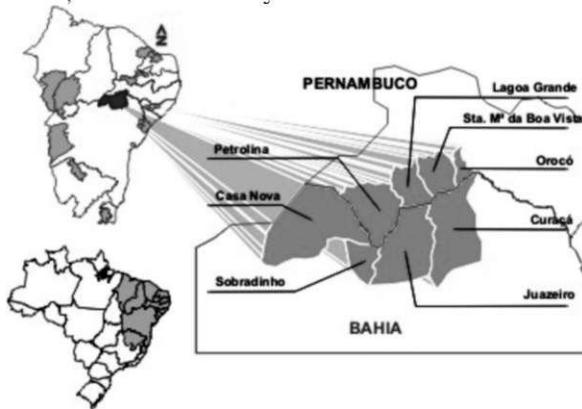 PERNAMBUCO
Lagoa Grande
Sta. Mª da Boa Vista
Petrolina
Orocó
Casa Nova
Curaçá
Sobradinho
Juazeiro
BAHIA